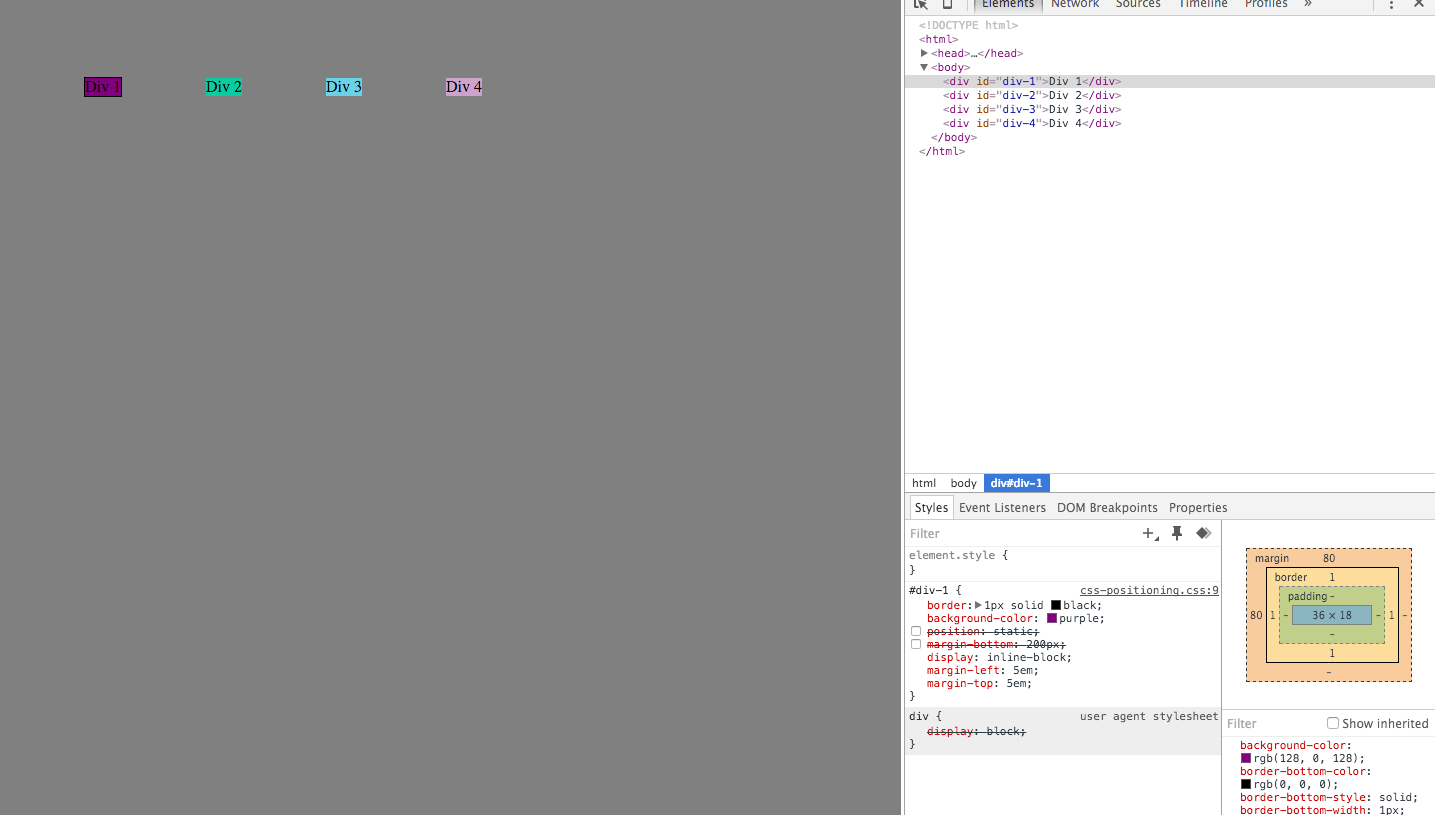 Div 1 Div 2 Div 3 Div 4
Elements Network Sources Timeline Profiles »
<!DOCTYPE html>
<html>
▶<head>…</head>
▼<body>
<div id="div-1">Div 1</div>
<div id="div-2">Div 2</div>
<div id="div-3">Div 3</div>
<div id="div-4">Div 4</div>
</body>
</html>
html body div#div-1
Styles Event Listeners DOM Breakpoints Properties
Filter
element.style {
}
#div-1 { css-positioning.css:9
border:▶1px solid black;
background-color: purple;
position: static;
margin-bottom: 200px;
display: inline-block;
margin-left: 5em;
margin-top: 5em;
}
div { user agent stylesheet
display: block;
}
margin 80
border 1
padding -
80 1 - 36 × 18 - 1 -
-
1
-
Filter Show inherited
background-color:
rgb(128, 0, 128);
border-bottom-color:
rgb(0, 0, 0);
border-bottom-style: solid;
border-bottom-width: 1px;